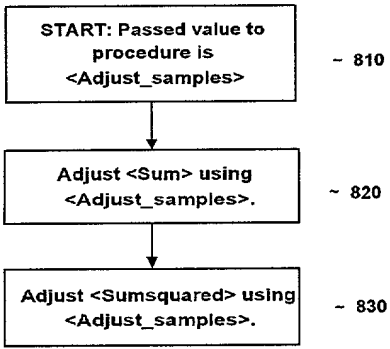 START: Passed value to
procedure is
<Adjust_samples>
~ 810
Adjust <Sum> using
<Adjust_samples>.
~ 820
Adjust <Sumsquared> using
<Adjust_samples>.
~ 830